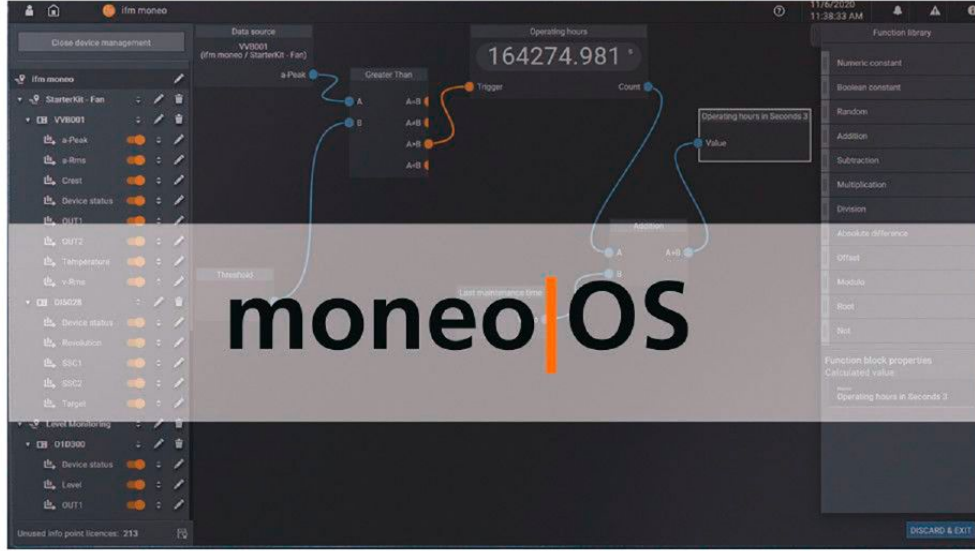 ifm moneo
11/6/2020
11:38:33 AM
Close device management
ifm moneo
StarterKit - Fan
VVB001
a-Peak
a-Rms
Crest
Device status
OUT1
OUT2
Temperature
v-Rms
DI5028
Device status
Revolution
SSC1
SSC2
Target
Level Monitoring
O1D300
Device status
Level
OUT1
Unused info point licences: 213
Data source
VVB001
(ifm moneo / StarterKit - Fan)
a-Peak
Threshold
Greater Than
A
B
Operating hours
164274.981 s
Trigger
Count
Operating hours in Seconds 3
Value
Addition
A
B
A+B
Last maintenance time
moneo|OS
Function library
Numeric constant
Boolean constant
Random
Addition
Subtraction
Multiplication
Division
Absolute difference
Offset
Modulo
Root
Not
Function block properties
Calculated value:
Operating hours in Seconds 3
DISCARD & EXIT